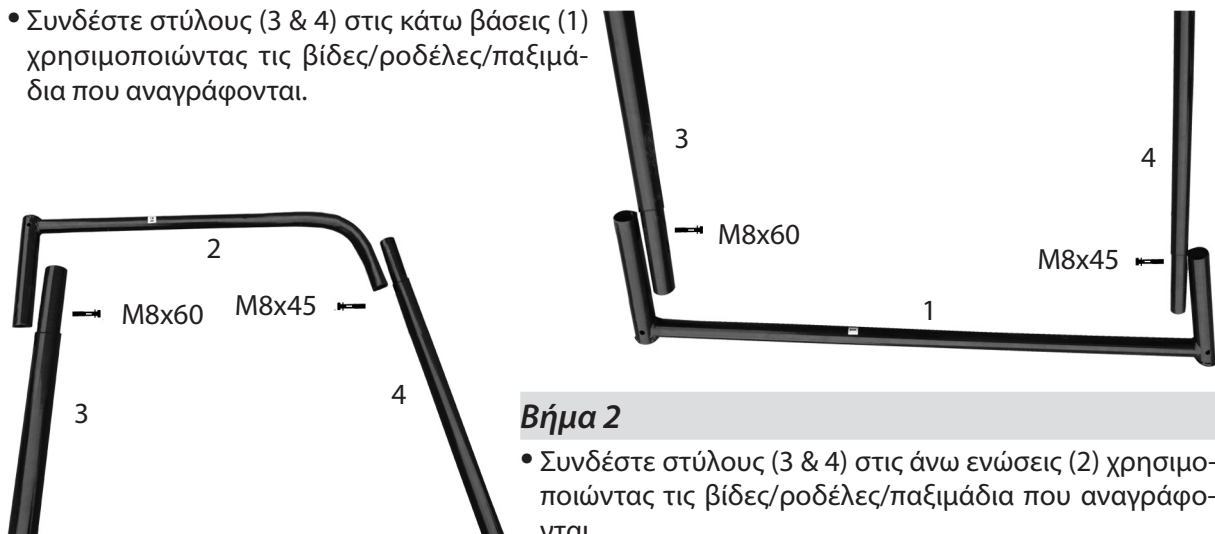 • Συνδέστε στύλους (3 & 4) στις κάτω βάσεις (1)
χρησιμοποιώντας τις βίδες/ροδέλες/παξιμά-
δια που αναγράφονται.
3
4
M8x60
M8x45
1
2
M8x60
M8x45
3
4
Βήμα 2
• Συνδέστε στύλους (3 & 4) στις άνω ενώσεις (2) χρησιμο-
ποιώντας τις βίδες/ροδέλες/παξιμάδια που αναγράφο-
νται